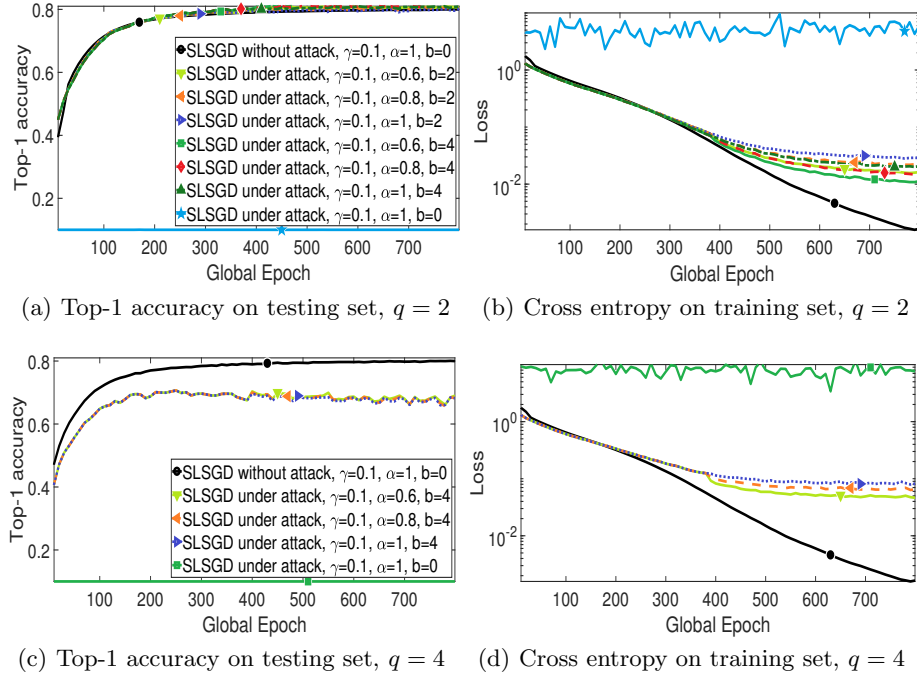 0.8
0.6
0.4
0.2
Top-1 accuracy
SLSGD without attack, γ=0.1, α=1, b=0
SLSGD under attack, γ=0.1, α=0.6, b=2
SLSGD under attack, γ=0.1, α=0.8, b=2
SLSGD under attack, γ=0.1, α=1, b=2
SLSGD under attack, γ=0.1, α=0.6, b=4
SLSGD under attack, γ=0.1, α=0.8, b=4
SLSGD under attack, γ=0.1, α=1, b=4
SLSGD under attack, γ=0.1, α=1, b=0
100 200 300 400 500 600 700
Global Epoch
(a) Top-1 accuracy on testing set, q = 2
10^0
10^-2
Loss
100 200 300 400 500 600 700
Global Epoch
(b) Cross entropy on training set, q = 2
0.8
0.6
0.4
0.2
Top-1 accuracy
SLSGD without attack, γ=0.1, α=1, b=0
SLSGD under attack, γ=0.1, α=0.6, b=4
SLSGD under attack, γ=0.1, α=0.8, b=4
SLSGD under attack, γ=0.1, α=1, b=4
SLSGD under attack, γ=0.1, α=1, b=0
100 200 300 400 500 600 700
Global Epoch
(c) Top-1 accuracy on testing set, q = 4
10^0
10^-2
Loss
100 200 300 400 500 600 700
Global Epoch
(d) Cross entropy on training set, q = 4